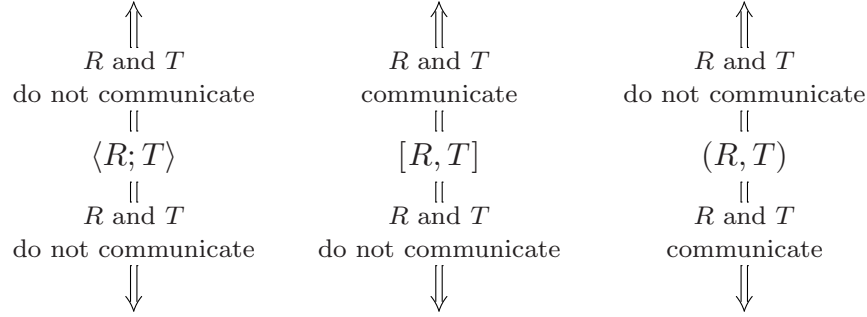 R and T R and T R and T
do not communicate communicate do not communicate
⟨R; T⟩ [R, T] (R, T)
R and T R and T R and T
do not communicate do not communicate communicate